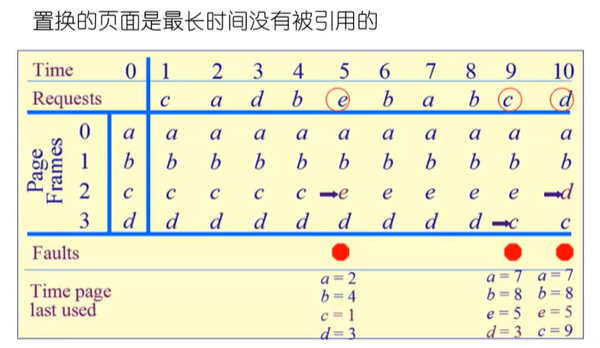 置换的页面是最长时间没有被引用的
Time 0 1 2 3 4 5 6 7 8 9 10
Requests c a d b e b a b c d
Page Frames
0 a a a a a a a a a a a
1 b b b b b b b b b b b
2 c c c c c e e e e e d
3 d d d d d d d d d c c
Faults
Time page last used
a = 2 a = 7 a = 7
b = 4 b = 8 b = 8
c = 1 e = 5 e = 5
d = 3 d = 3 c = 9